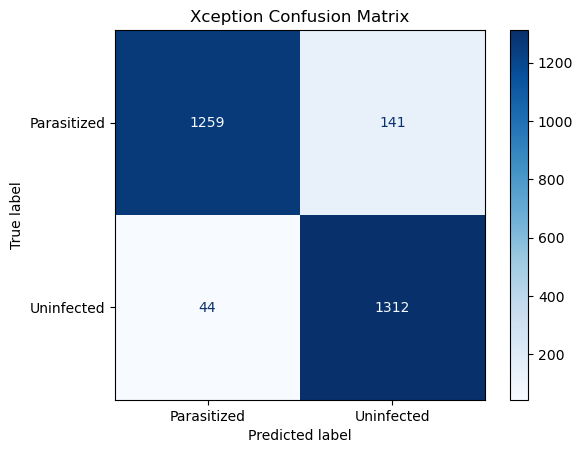 Xception Confusion Matrix
True label
Parasitized
1259
141
Uninfected
44
1312
Parasitized
Uninfected
Predicted label
1200
1000
800
600
400
200